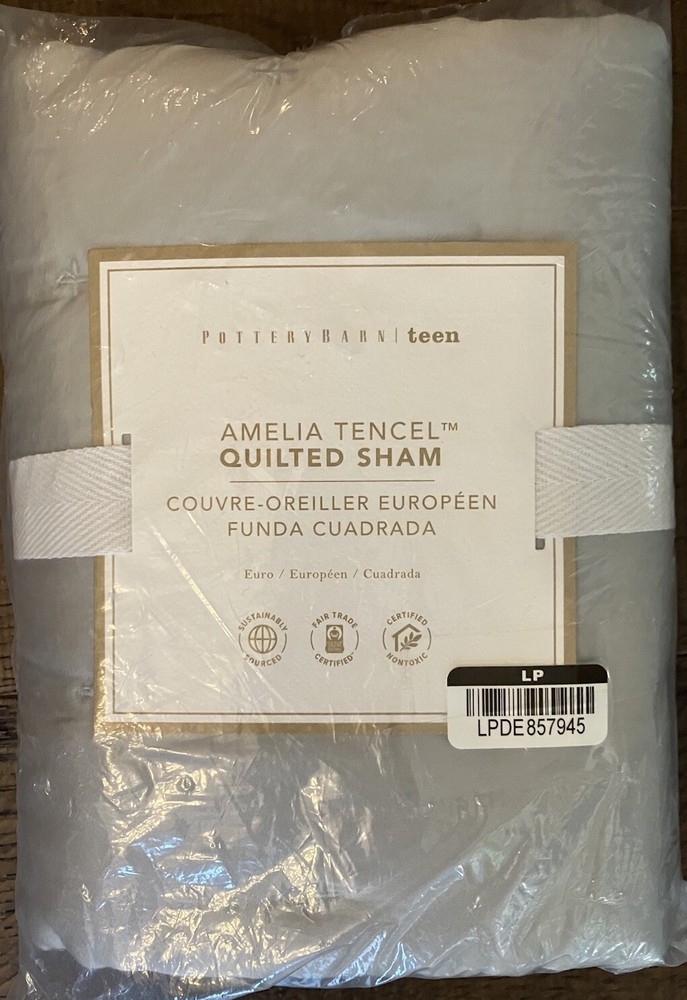 POTTERYBARN | teen
AMELIA TENCEL™
QUILTED SHAM
COUVRE-OREILLER EUROPÉEN
FUNDA CUADRADA
Euro / Européen / Cuadrada
SUSTAINABLY SOURCED
FAIR TRADE CERTIFIED™
CERTIFIED NONTOXIC
LP
LPDE857945